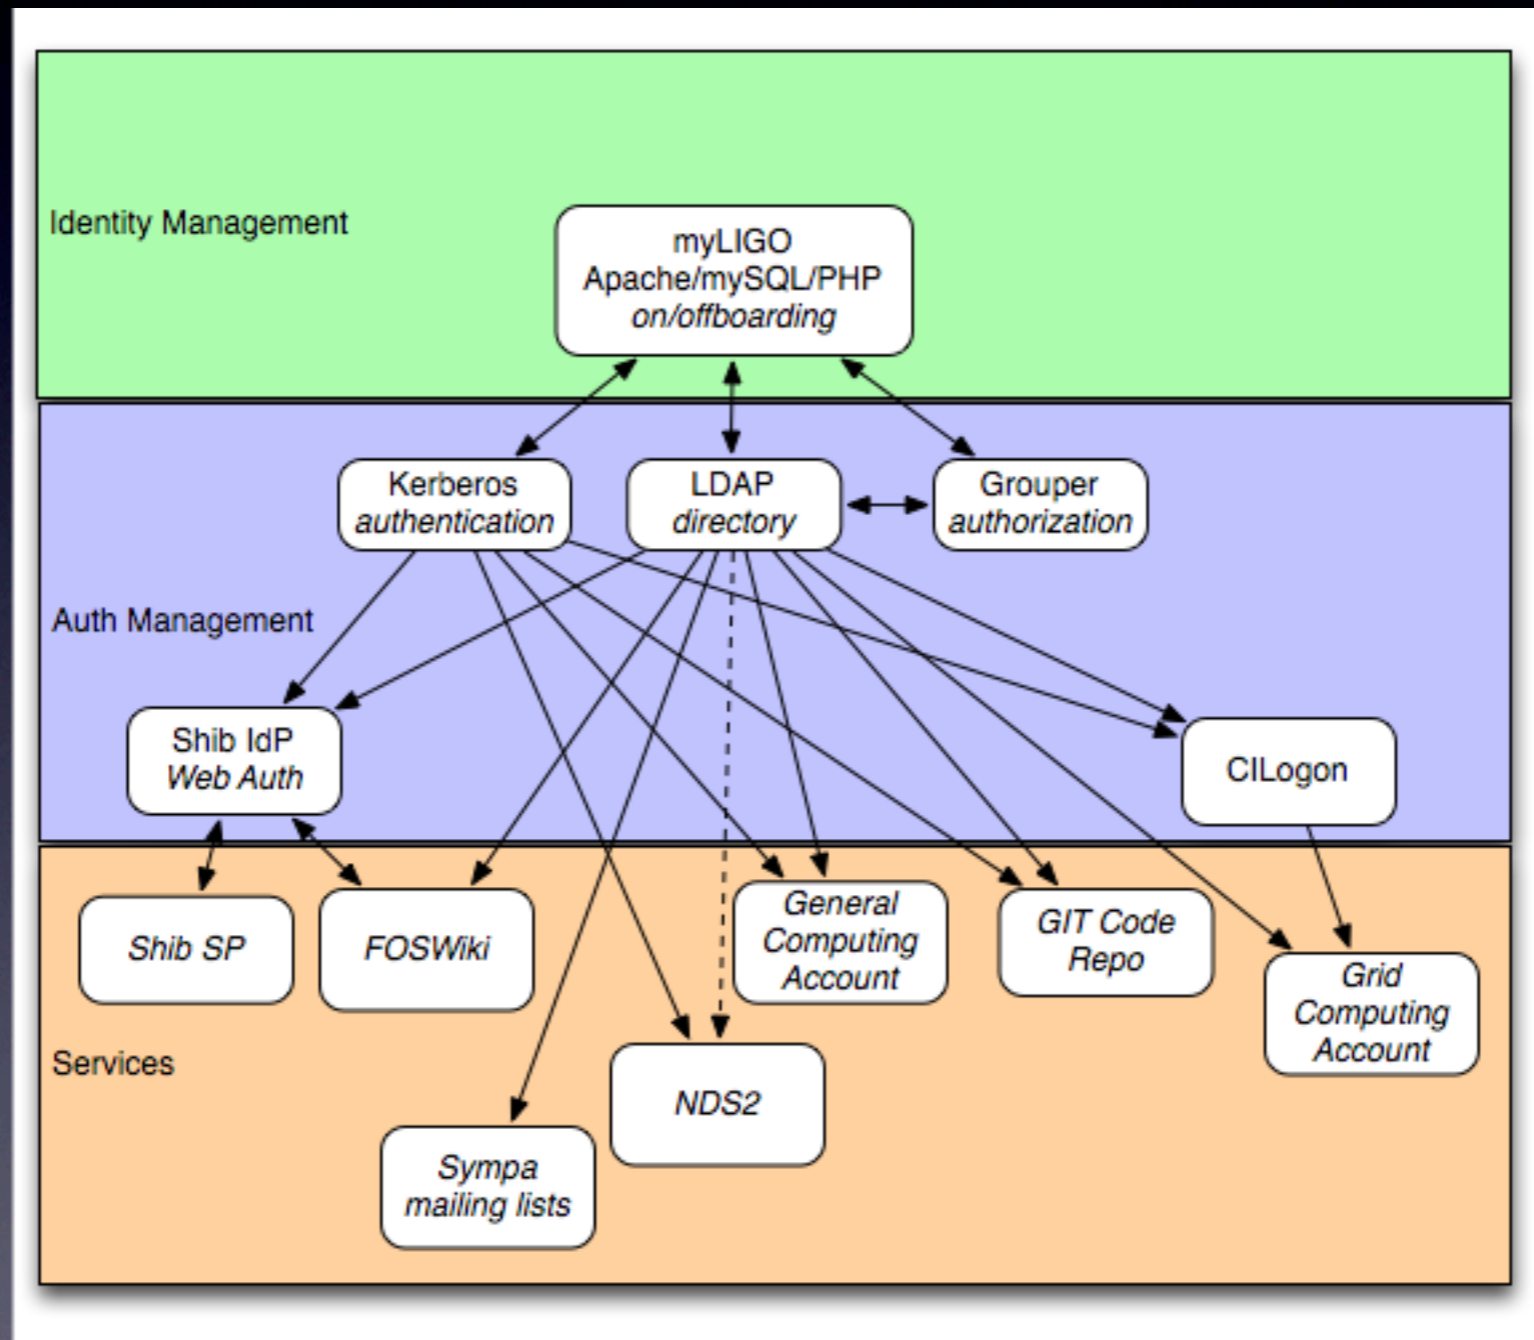 Identity Management
myLIGO
Apache/mySQL/PHP
on/offboarding
Kerberos
authentication
LDAP
directory
Grouper
authorization
Auth Management
Shib IdP
Web Auth
CILogon
Shib SP
FOSWiki
General
Computing
Account
GIT Code
Repo
Grid
Computing
Account
Services
NDS2
Sympa
mailing lists